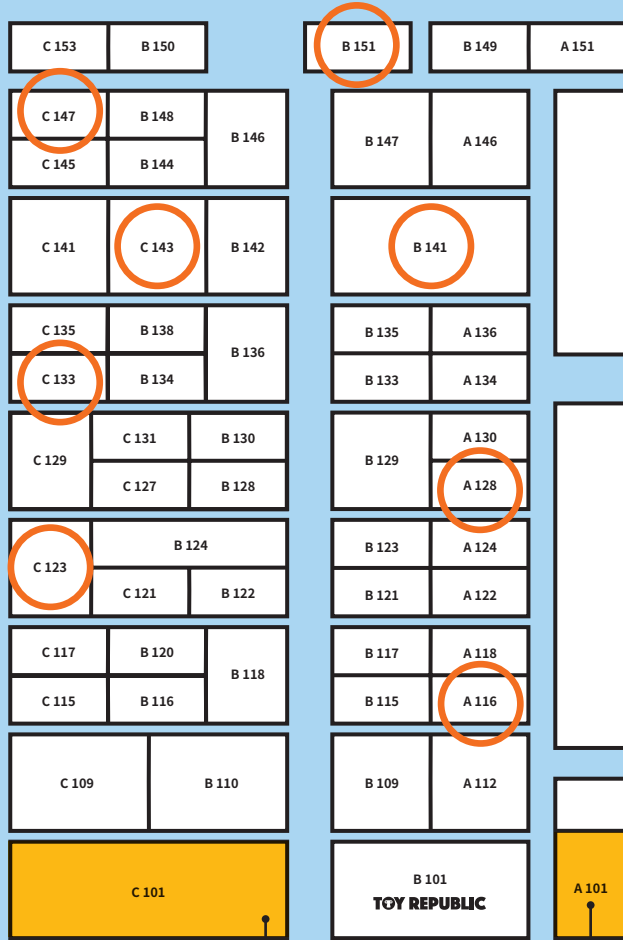 C 153 B 150 B 151 B 149 A 151
C 147 B 148 B 146 B 147 A 146
C 145 B 144
C 141 C 143 B 142 B 141
C 135 B 138 B 136 B 135 A 136
C 133 B 134 B 133 A 134
C 129 C 131 B 130 B 129 A 130
C 127 B 128 A 128
C 123 B 124 B 123 A 124
C 121 B 122 B 121 A 122
C 117 B 120 B 118 B 117 A 118
C 115 B 116 B 115 A 116
C 109 B 110 B 109 A 112
C 101 B 101 A 101
TOY REPUBLIC